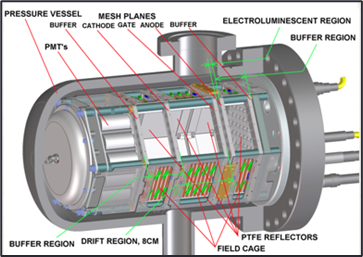 PRESSURE VESSEL
BUFFER
CATHODE
MESH PLANES
GATE
ANODE
BUFFER
ELECTROLUMINESCENT REGION
BUFFER REGION
PMT's
BUFFER REGION
DRIFT REGION, 8CM
PTFE REFLECTORS
FIELD CAGE